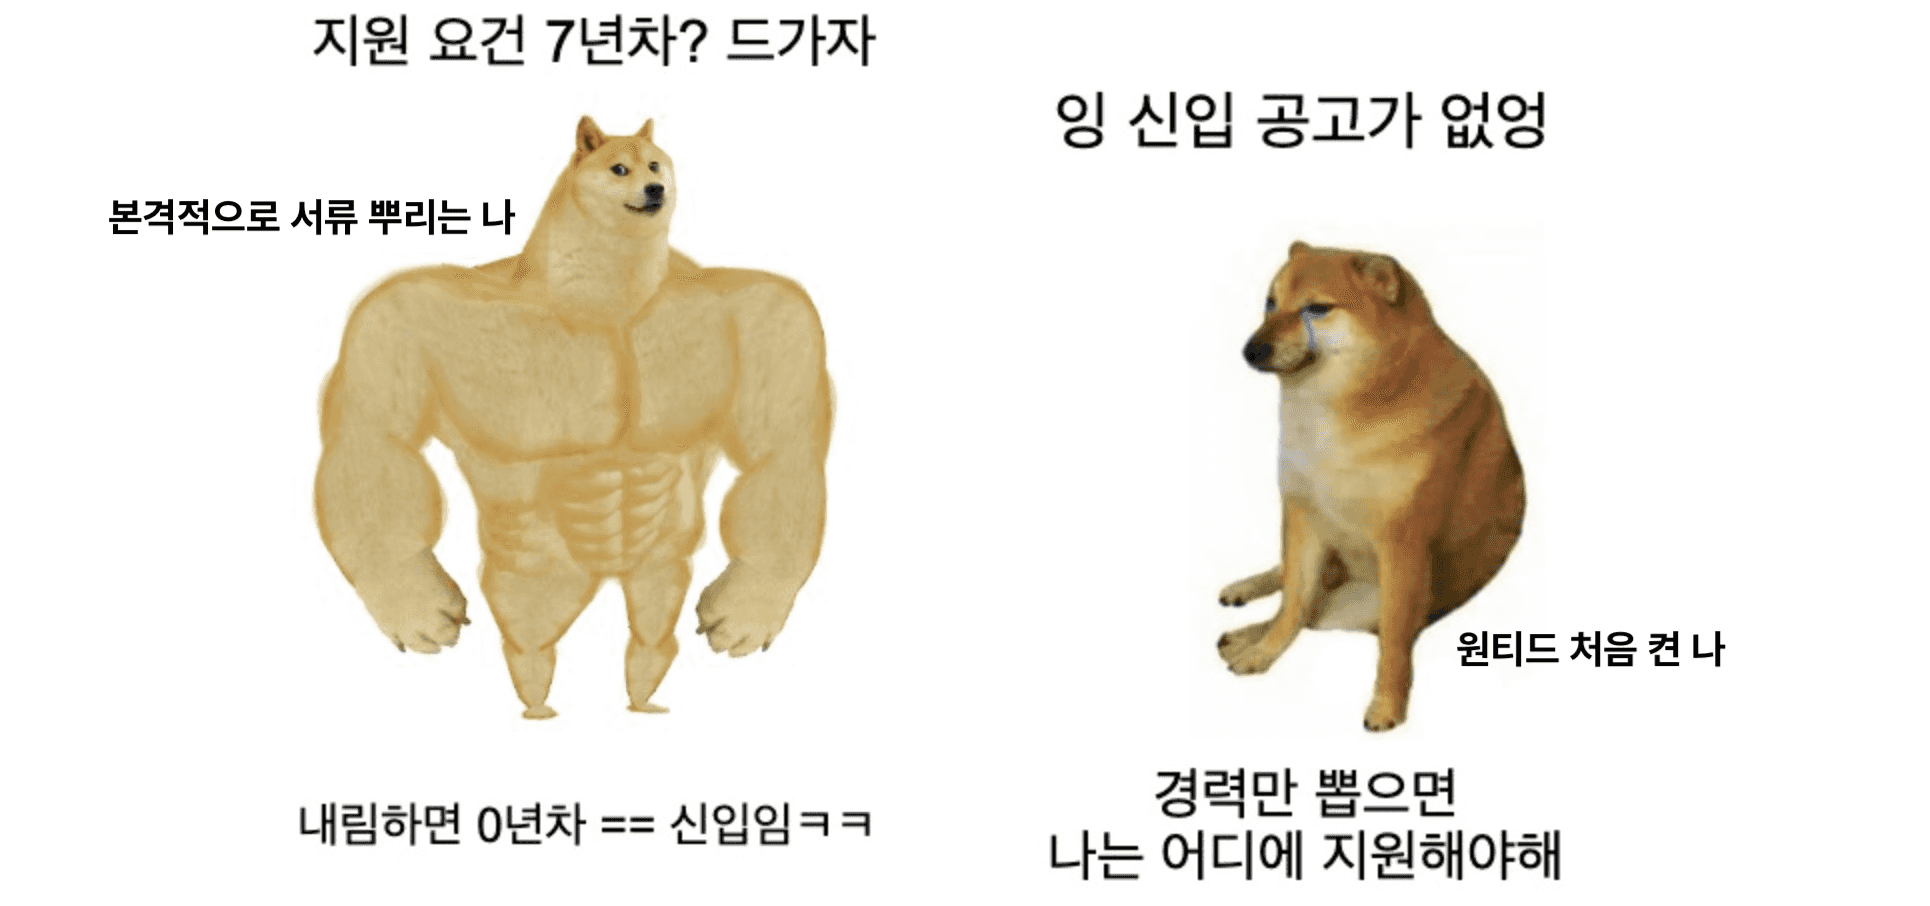 지원 요건 7년차? 드가자
본격적으로 서류 뿌리는 나
내림하면 0년차 == 신입임ㅋㅋ
잉 신입 공고가 없엉
원티드 처음 켠 나
경력만 뽑으면
나는 어디에 지원해야해